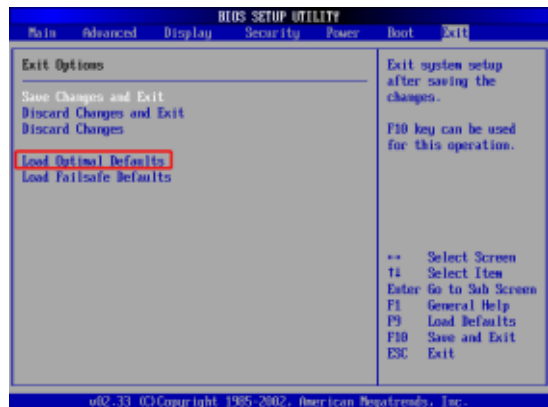 BIOS SETUP UTILITY
Main Advanced Display Security Power Boot Exit
Exit Options
Save Changes and Exit
Discard Changes and Exit
Discard Changes
Load Optimal Defaults
Load Failsafe Defaults
Exit system setup
after saving the
changes.
F10 key can be used
for this operation.
↔ Select Screen
↑↓ Select Item
Enter Go to Sub Screen
F1 General Help
F9 Load Defaults
F10 Save and Exit
ESC Exit
v02.33 (C)Copyright 1985-2002, American Megatrends, Inc.